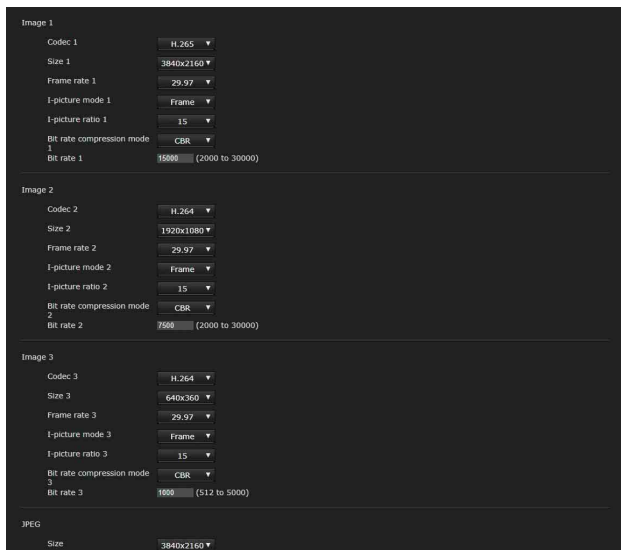 Image 1
Codec 1 H.265
Size 1 3840x2160
Frame rate 1 29.97
I-picture mode 1 Frame
I-picture ratio 1 15
Bit rate compression mode
1 CBR
Bit rate 1 15000 (2000 to 30000)
Image 2
Codec 2 H.264
Size 2 1920x1080
Frame rate 2 29.97
I-picture mode 2 Frame
I-picture ratio 2 15
Bit rate compression mode
2 CBR
Bit rate 2 7500 (2000 to 30000)
Image 3
Codec 3 H.264
Size 3 640x360
Frame rate 3 29.97
I-picture mode 3 Frame
I-picture ratio 3 15
Bit rate compression mode
3 CBR
Bit rate 3 1000 (512 to 5000)
JPEG
Size 3840x2160